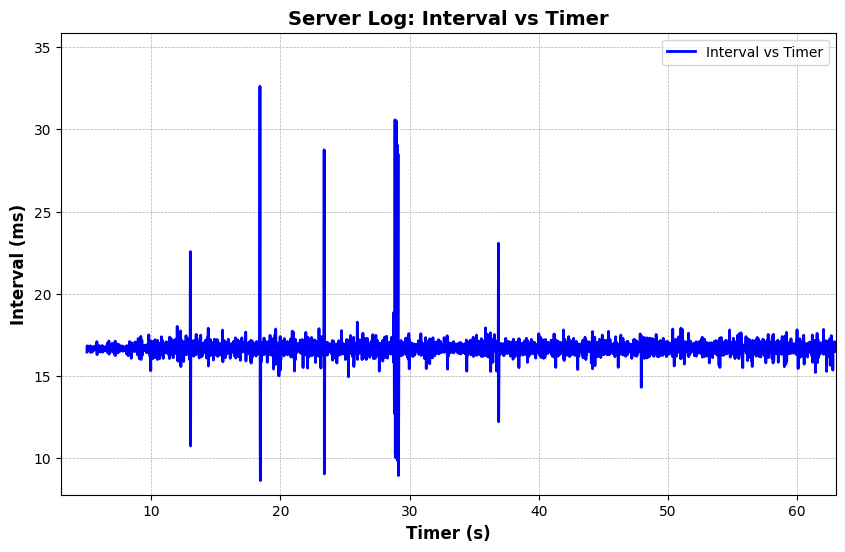 Server Log: Interval vs Timer
Interval vs Timer
Interval (ms)
35
30
25
20
15
10
10 20 30 40 50 60
Timer (s)